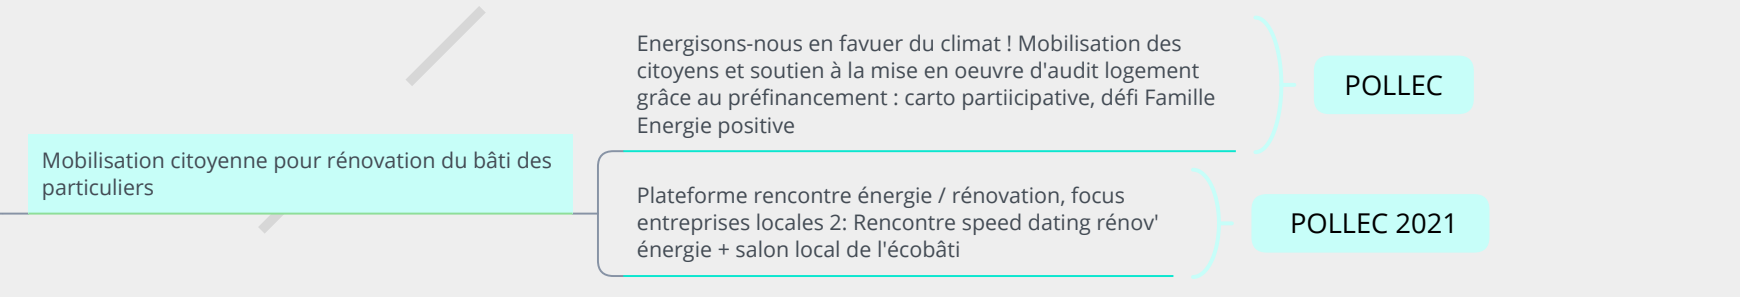 Mobilisation citoyenne pour rénovation du bâti des
particuliers
Energisons-nous en favuer du climat ! Mobilisation des
citoyens et soutien à la mise en oeuvre d'audit logement
grâce au préfinancement : carto partiicipative, défi Famille
Energie positive
POLLEC
Plateforme rencontre énergie / rénovation, focus
entreprises locales 2: Rencontre speed dating rénov'
énergie + salon local de l'écobâti
POLLEC 2021